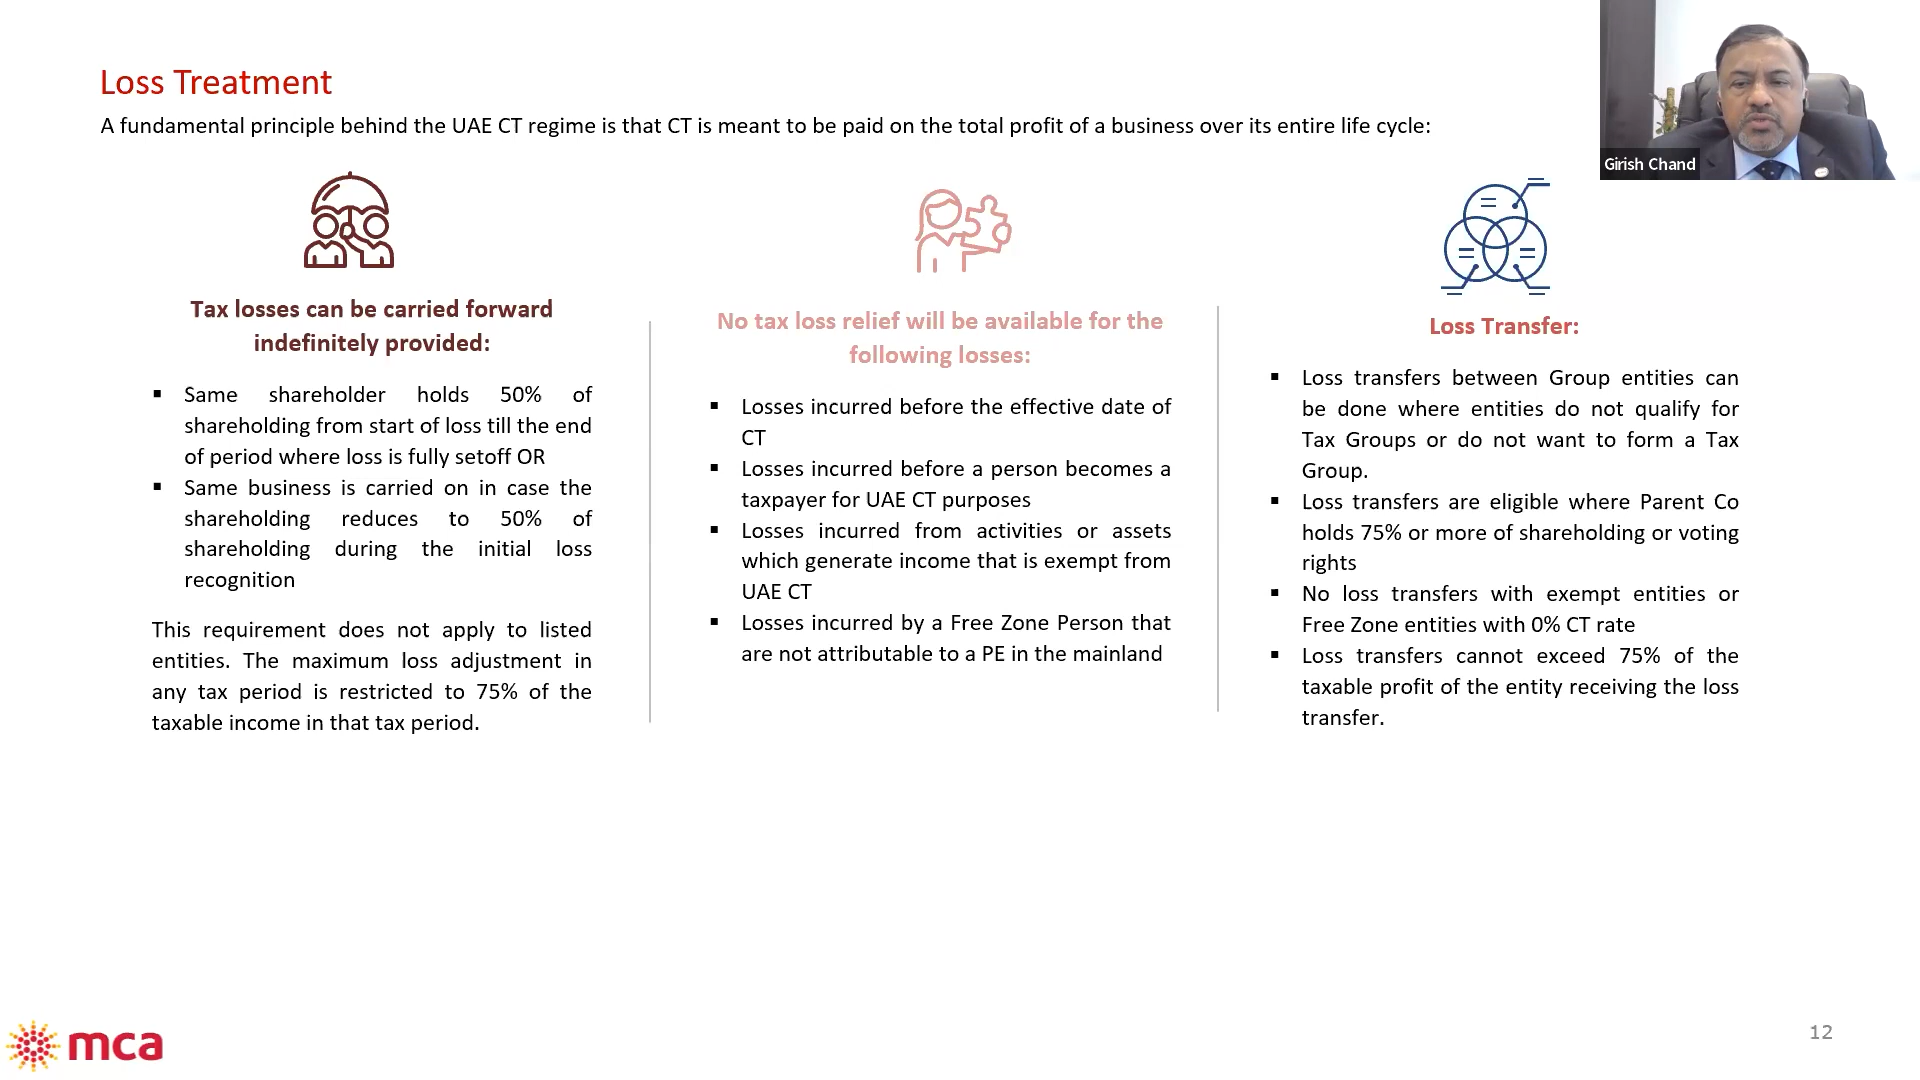 Loss Treatment
A fundamental principle behind the UAE CT regime is that CT is meant to be paid on the total profit of a business over its entire life cycle:
Girish Chand
Tax losses can be carried forward
indefinitely provided:
▪ Same shareholder holds 50% of
shareholding from start of loss till the end
of period where loss is fully setoff OR
▪ Same business is carried on in case the
shareholding reduces to 50% of
shareholding during the initial loss
recognition
This requirement does not apply to listed
entities. The maximum loss adjustment in
any tax period is restricted to 75% of the
taxable income in that tax period.
No tax loss relief will be available for the
following losses:
▪ Losses incurred before the effective date of
CT
▪ Losses incurred before a person becomes a
taxpayer for UAE CT purposes
▪ Losses incurred from activities or assets
which generate income that is exempt from
UAE CT
▪ Losses incurred by a Free Zone Person that
are not attributable to a PE in the mainland
Loss Transfer:
▪ Loss transfers between Group entities can
be done where entities do not qualify for
Tax Groups or do not want to form a Tax
Group.
▪ Loss transfers are eligible where Parent Co
holds 75% or more of shareholding or voting
rights
▪ No loss transfers with exempt entities or
Free Zone entities with 0% CT rate
▪ Loss transfers cannot exceed 75% of the
taxable profit of the entity receiving the loss
transfer.
mca
12